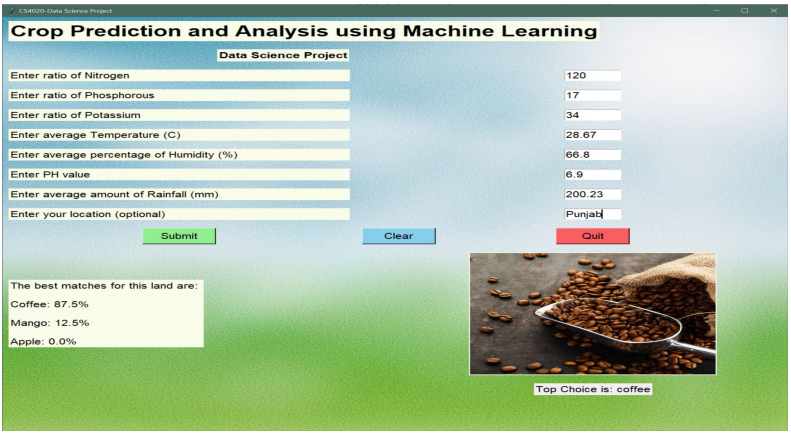 CS4020-Data Science Project
Crop Prediction and Analysis using Machine Learning
Data Science Project
Enter ratio of Nitrogen 120
Enter ratio of Phosphorous 17
Enter ratio of Potassium 34
Enter average Temperature (C) 28.67
Enter average percentage of Humidity (%) 66.8
Enter PH value 6.9
Enter average amount of Rainfall (mm) 200.23
Enter your location (optional) Punjab
Submit Clear Quit
The best matches for this land are:
Coffee: 87.5%
Mango: 12.5%
Apple: 0.0%
Top Choice is: coffee